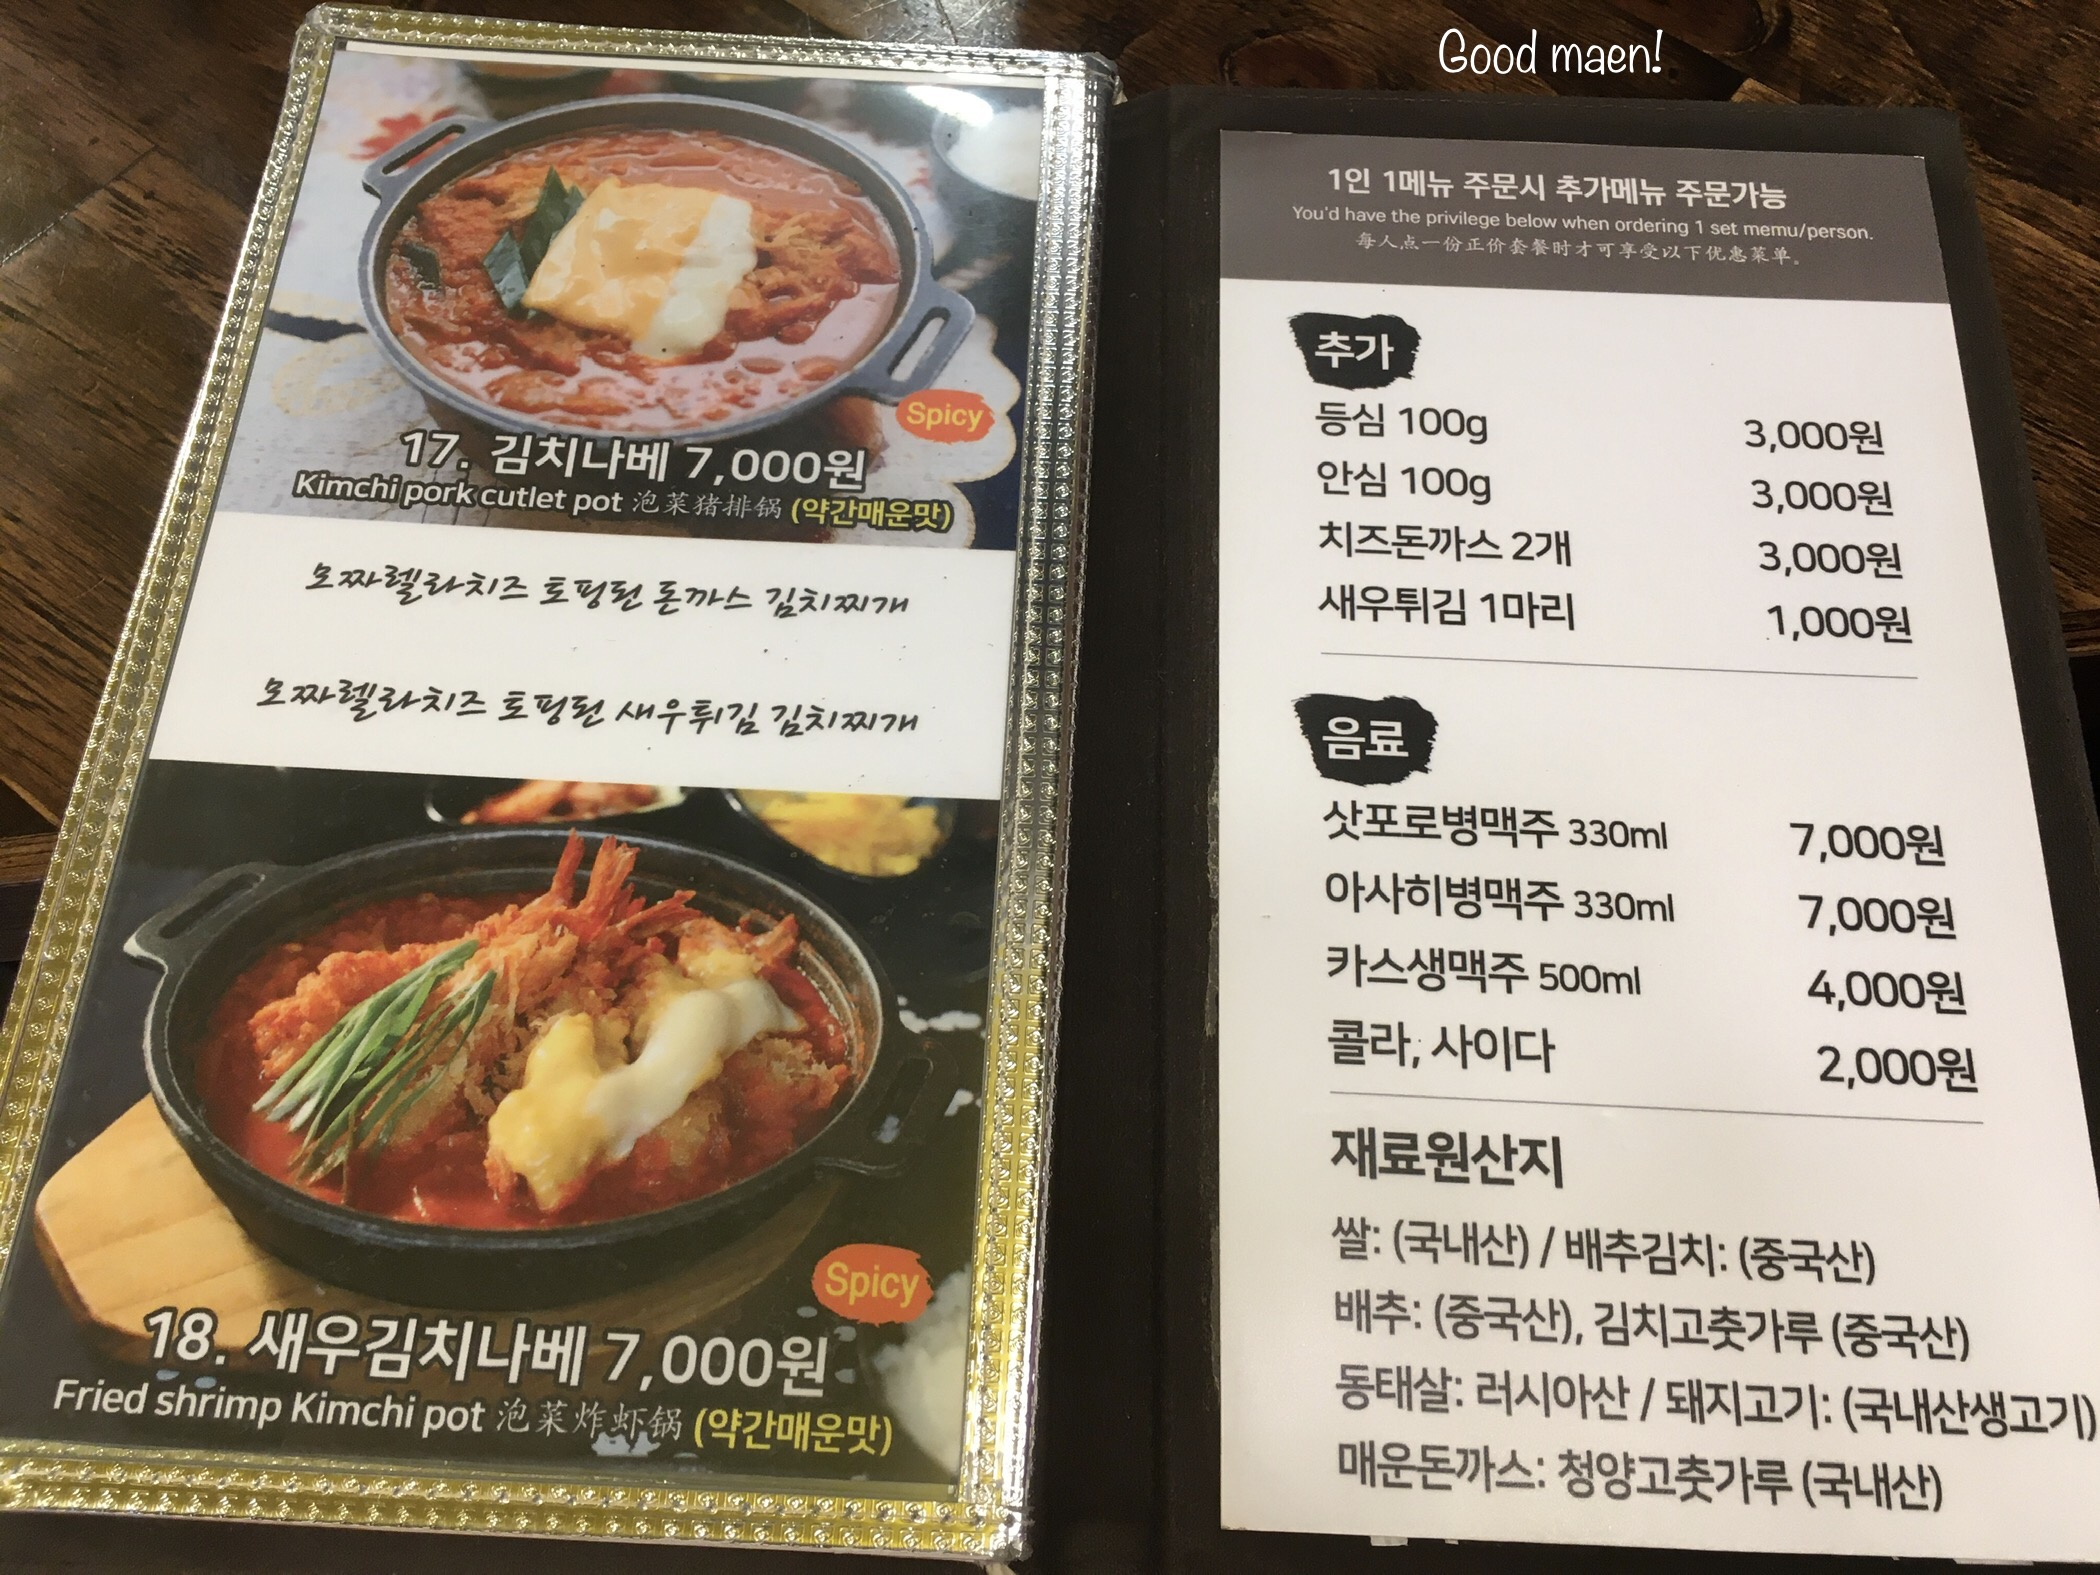 Good maen!
Spicy
17. 김치나베 7,000원
Kimchi pork cutlet pot 泡菜猪排锅 (약간매운맛)
모짜렐라치즈 토핑된 돈까스 김치찌개
모짜렐라치즈 토핑된 새우튀김 김치찌개
Spicy
18. 새우김치나베 7,000원
Fried shrimp Kimchi pot 泡菜炸虾锅 (약간매운맛)
1인 1메뉴 주문시 추가메뉴 주문가능
You'd have the privilege below when ordering 1 set memu/person.
每人点一份正价套餐时才可享受以下优惠菜单。
추가
등심 100g 3,000원
안심 100g 3,000원
치즈돈까스 2개 3,000원
새우튀김 1마리 1,000원
음료
삿포로병맥주 330ml 7,000원
아사히병맥주 330ml 7,000원
카스생맥주 500ml 4,000원
콜라, 사이다 2,000원
재료원산지
쌀: (국내산) / 배추김치: (중국산)
배추: (중국산), 김치고춧가루 (중국산)
동태살: 러시아산 / 돼지고기: (국내산생고기)
매운돈까스: 청양고춧가루 (국내산)